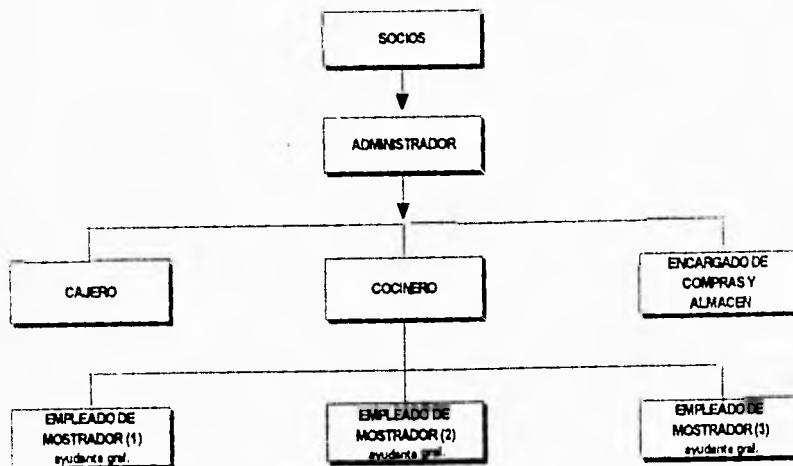 SOCIOS
ADMINISTRADOR
CAJERO
COCINERO
ENCARGADO DE
COMPRAS Y
ALMACEN
EMPLEADO DE
MOSTRADOR (1)
ayudante gral.
EMPLEADO DE
MOSTRADOR (2)
ayudante gral.
EMPLEADO DE
MOSTRADOR (3)
ayudante gral.